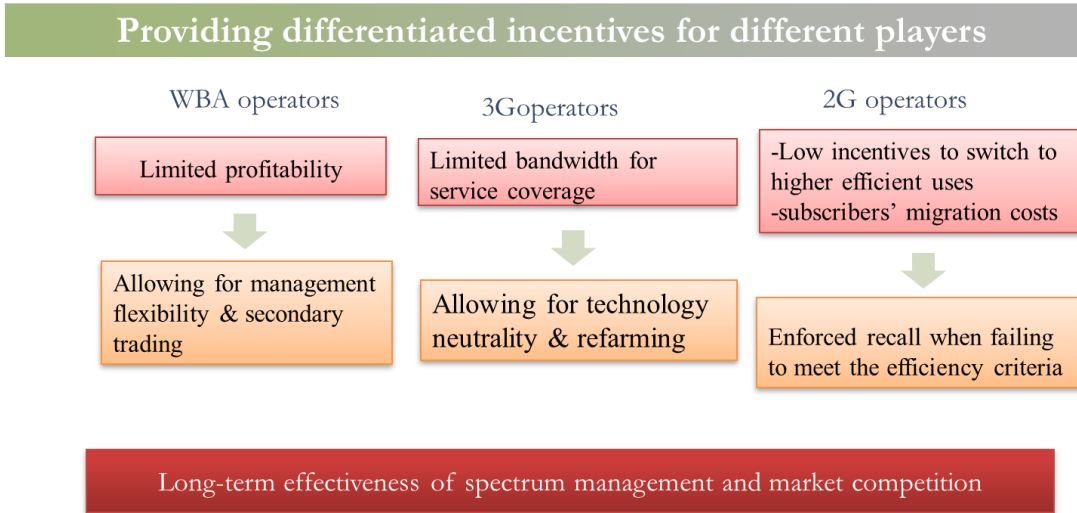 Providing differentiated incentives for different players
WBA operators
Limited profitability
Allowing for management
flexibility & secondary
trading
3Goperators
Limited bandwidth for
service coverage
Allowing for technology
neutrality & refarming
2G operators
-Low incentives to switch to
higher efficient uses
-subscribers’ migration costs
Enforced recall when failing
to meet the efficiency criteria
Long-term effectiveness of spectrum management and market competition